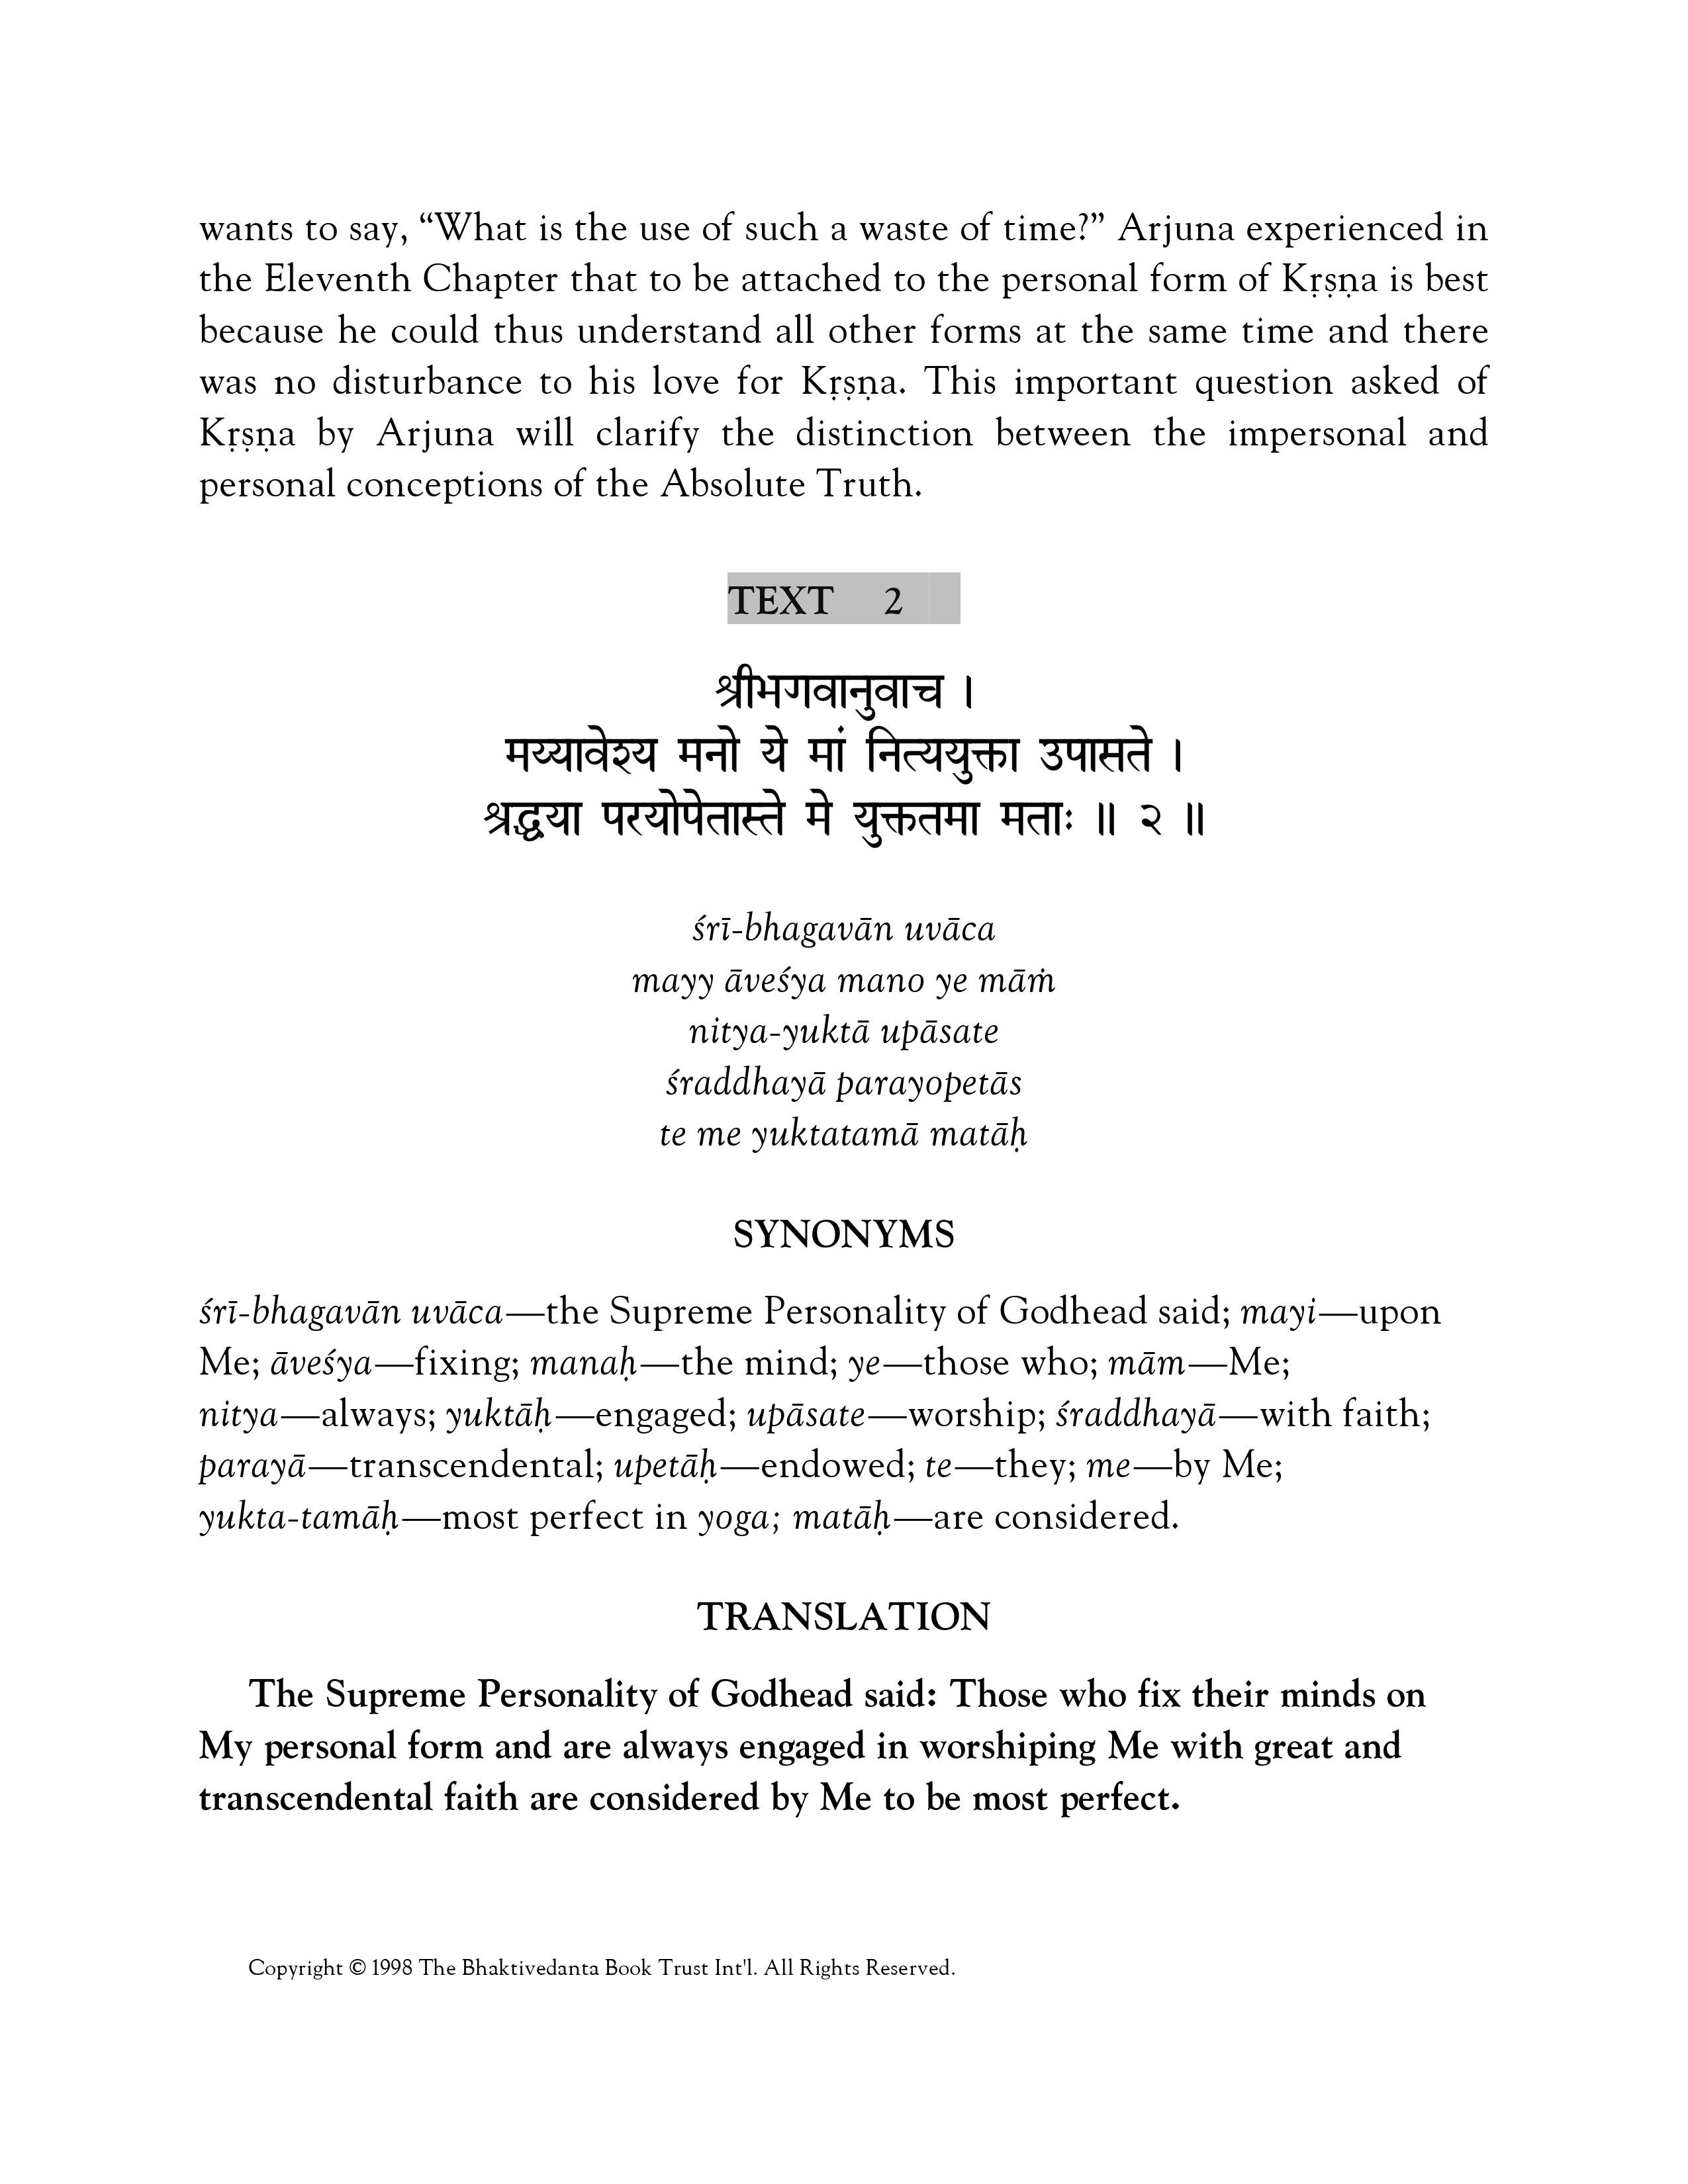 wants to say, “What is the use of such a waste of time?” Arjuna experienced in
the Eleventh Chapter that to be attached to the personal form of Kṛṣṇa is best
because he could thus understand all other forms at the same time and there
was no disturbance to his love for Kṛṣṇa. This important question asked of
Kṛṣṇa by Arjuna will clarify the distinction between the impersonal and
personal conceptions of the Absolute Truth.
TEXT 2
श्रीभगवानुवाच ।
मय्यावेश्य मनो ये मां नित्ययुक्ता उपासते ।
श्रद्धया परयोपेतास्ते मे युक्ततमा मताः ॥ २ ॥
śrī-bhagavān uvāca
mayy āveśya mano ye māṁ
nitya-yuktā upāsate
śraddhayā parayopetās
te me yuktatamā matāḥ
SYNONYMS
śrī-bhagavān uvāca—the Supreme Personality of Godhead said; mayi—upon
Me; āveśya—fixing; manaḥ—the mind; ye—those who; mām—Me;
nitya—always; yuktāḥ—engaged; upāsate—worship; śraddhayā—with faith;
parayā—transcendental; upetāḥ—endowed; te—they; me—by Me;
yukta-tamāḥ—most perfect in yoga; matāḥ—are considered.
TRANSLATION
The Supreme Personality of Godhead said: Those who fix their minds on
My personal form and are always engaged in worshiping Me with great and
transcendental faith are considered by Me to be most perfect.
Copyright © 1998 The Bhaktivedanta Book Trust Int'l. All Rights Reserved.